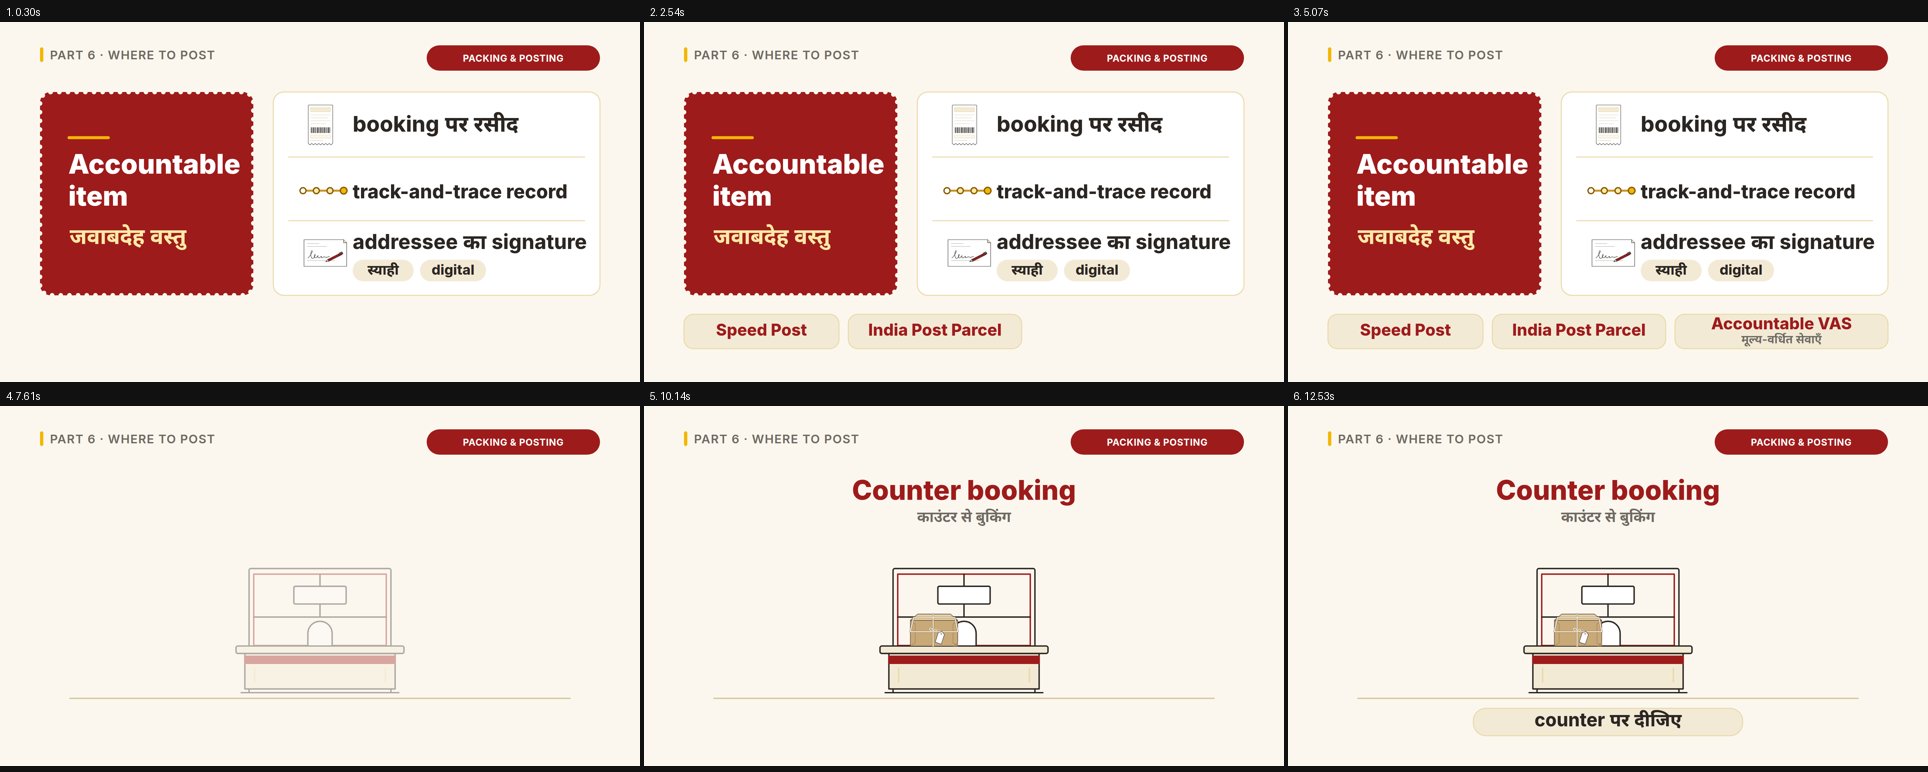 1. 0.30s
PART 6 · WHERE TO POST
PACKING & POSTING
Accountable
item
जवाबदेह वस्तु
booking पर रसीद
track-and-trace record
addressee का signature
स्याही
digital
2. 2.54s
PART 6 · WHERE TO POST
PACKING & POSTING
Accountable
item
जवाबदेह वस्तु
booking पर रसीद
track-and-trace record
addressee का signature
स्याही
digital
Speed Post
India Post Parcel
3. 5.07s
PART 6 · WHERE TO POST
PACKING & POSTING
Accountable
item
जवाबदेह वस्तु
booking पर रसीद
track-and-trace record
addressee का signature
स्याही
digital
Speed Post
India Post Parcel
Accountable VAS
मूल्य-वर्धित सेवाएँ
4. 7.61s
PART 6 · WHERE TO POST
PACKING & POSTING
5. 10.14s
PART 6 · WHERE TO POST
PACKING & POSTING
Counter booking
काउंटर से बुकिंग
6. 12.53s
PART 6 · WHERE TO POST
PACKING & POSTING
Counter booking
काउंटर से बुकिंग
counter पर दीजिए